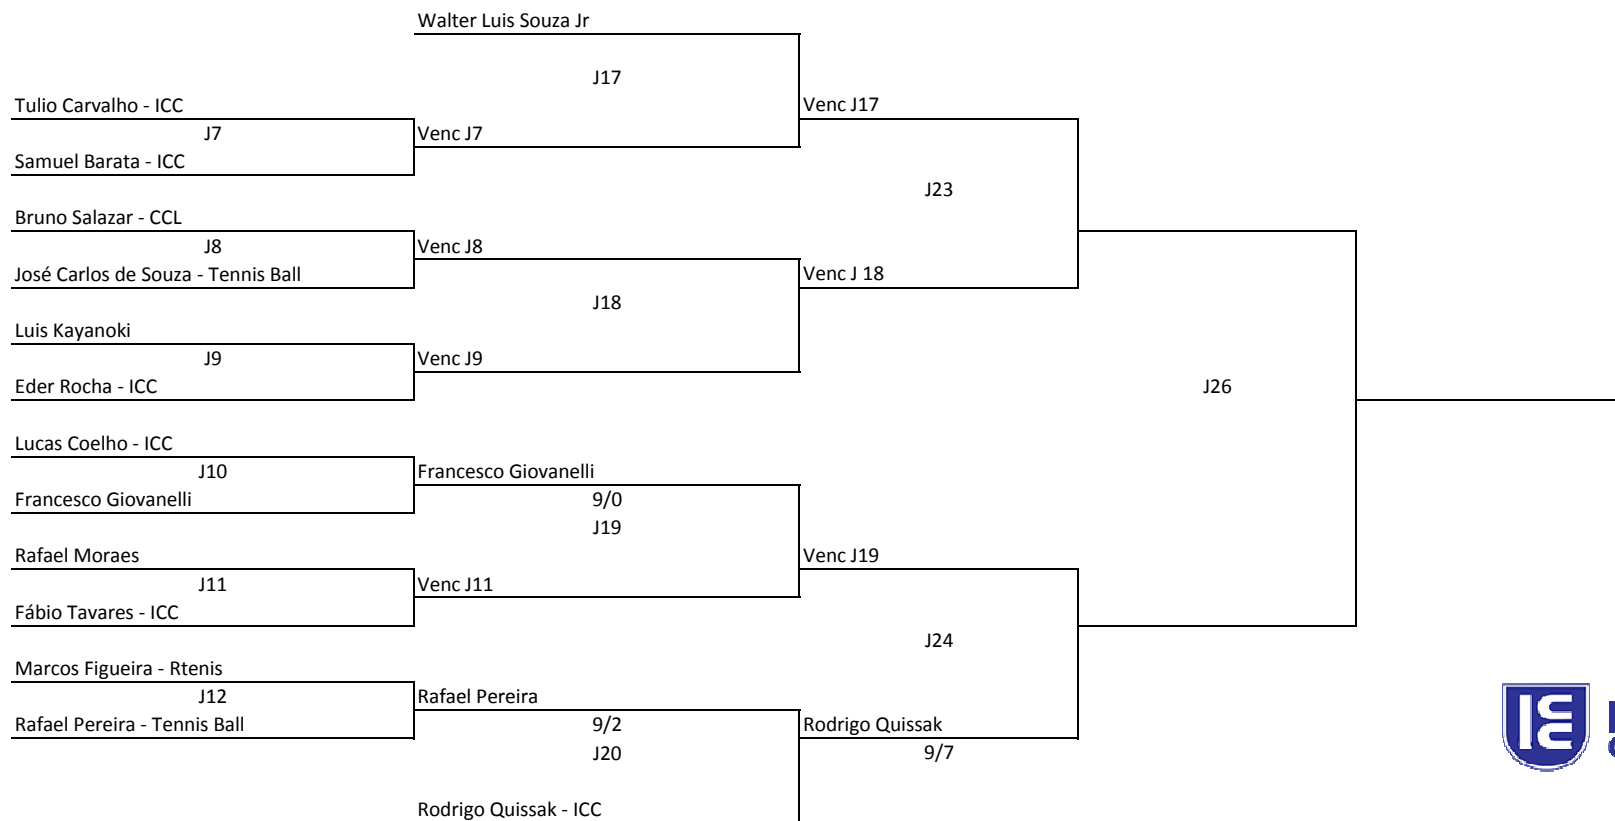 Walter Luis Souza Jr
J17
Tulio Carvalho - ICC
Venc J17
J7
Venc J7
Samuel Barata - ICC
J23
Bruno Salazar - CCL
J8
Venc J8
José Carlos de Souza - Tennis Ball
Venc J 18
J18
Luis Kayanoki
J9
Venc J9
Eder Rocha - ICC
J26
Lucas Coelho - ICC
J10
Francesco Giovanelli
Francesco Giovanelli
9/0
J19
Rafael Moraes
Venc J19
J11
Venc J11
Fábio Tavares - ICC
J24
Marcos Figueira - Rtenis
J12
Rafael Pereira
Rafael Pereira - Tennis Ball
9/2
Rodrigo Quissak
J20
9/7
Rodrigo Quissak - ICC